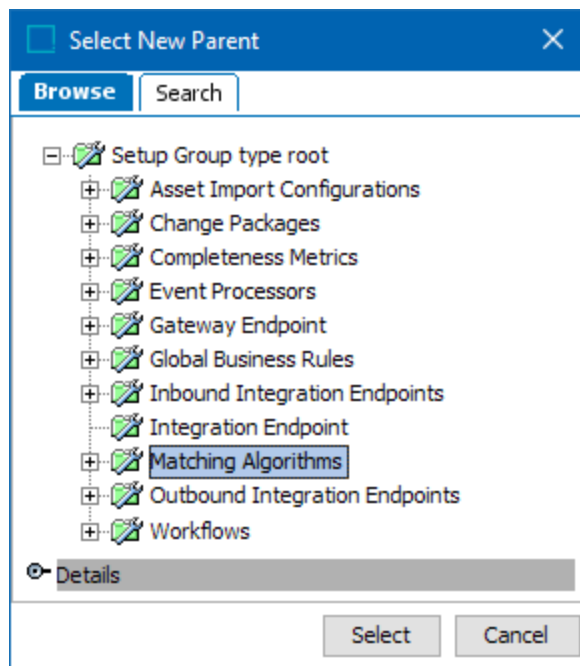 Select New Parent
Browse Search
Setup Group type root
Asset Import Configurations
Change Packages
Completeness Metrics
Event Processors
Gateway Endpoint
Global Business Rules
Inbound Integration Endpoints
Integration Endpoint
Matching Algorithms
Outbound Integration Endpoints
Workflows
Details
Select Cancel